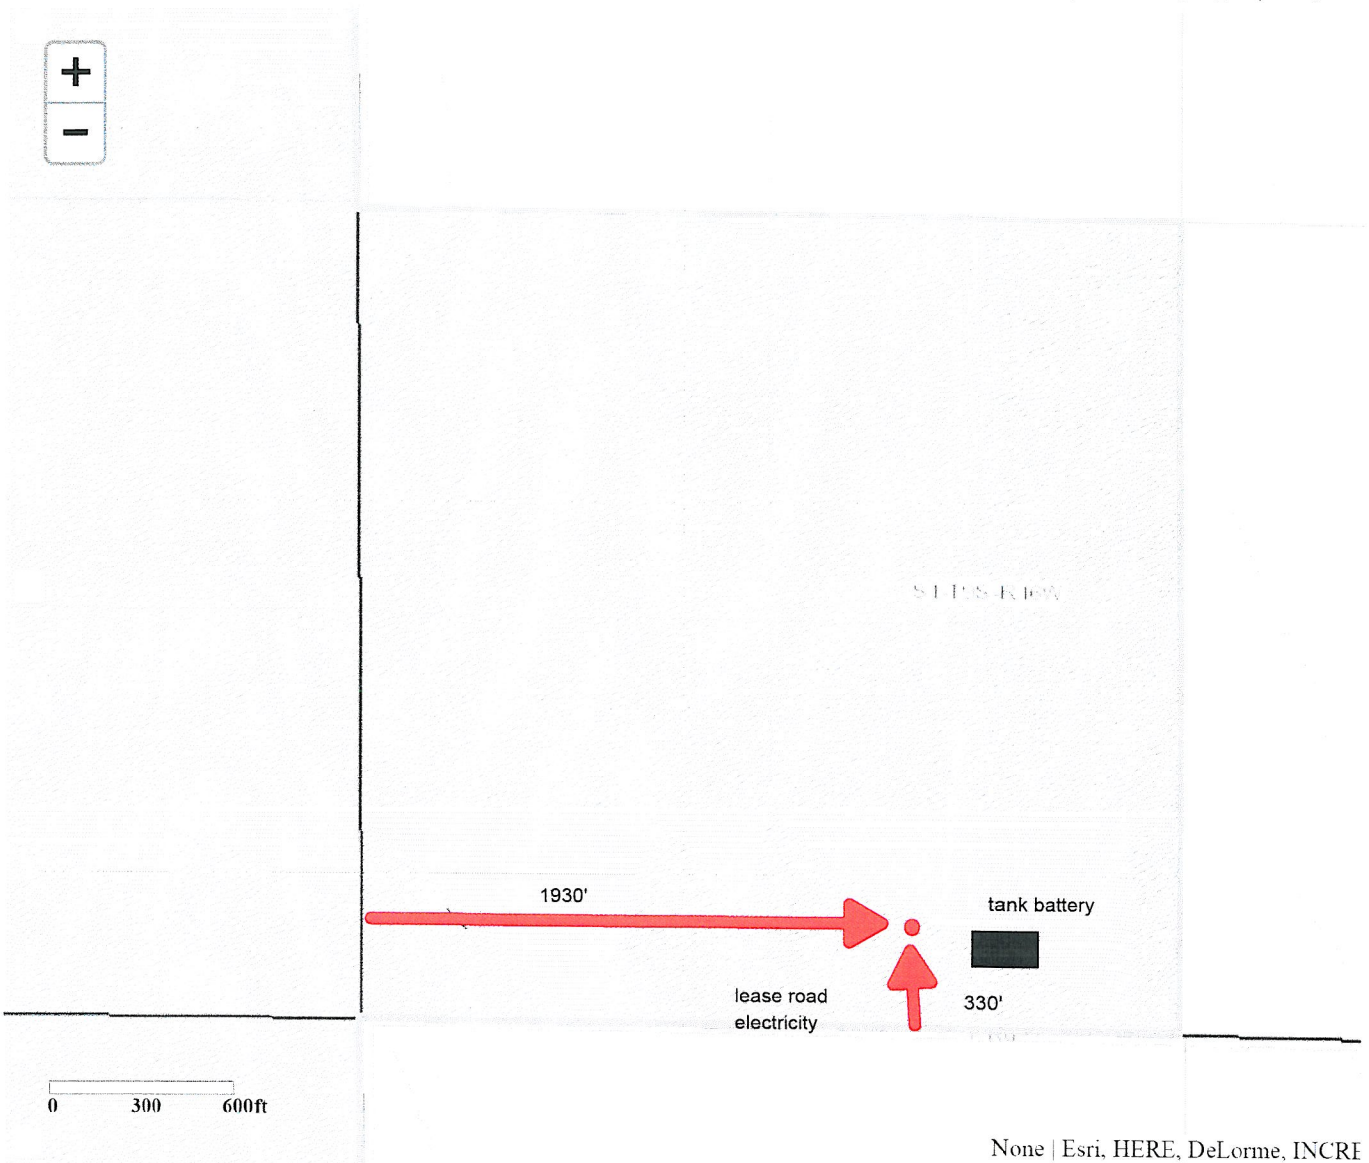 +
−
1930'
tank battery
lease road
electricity
330'
0 300 600ft
None | Esri, HERE, DeLorme, INCRE